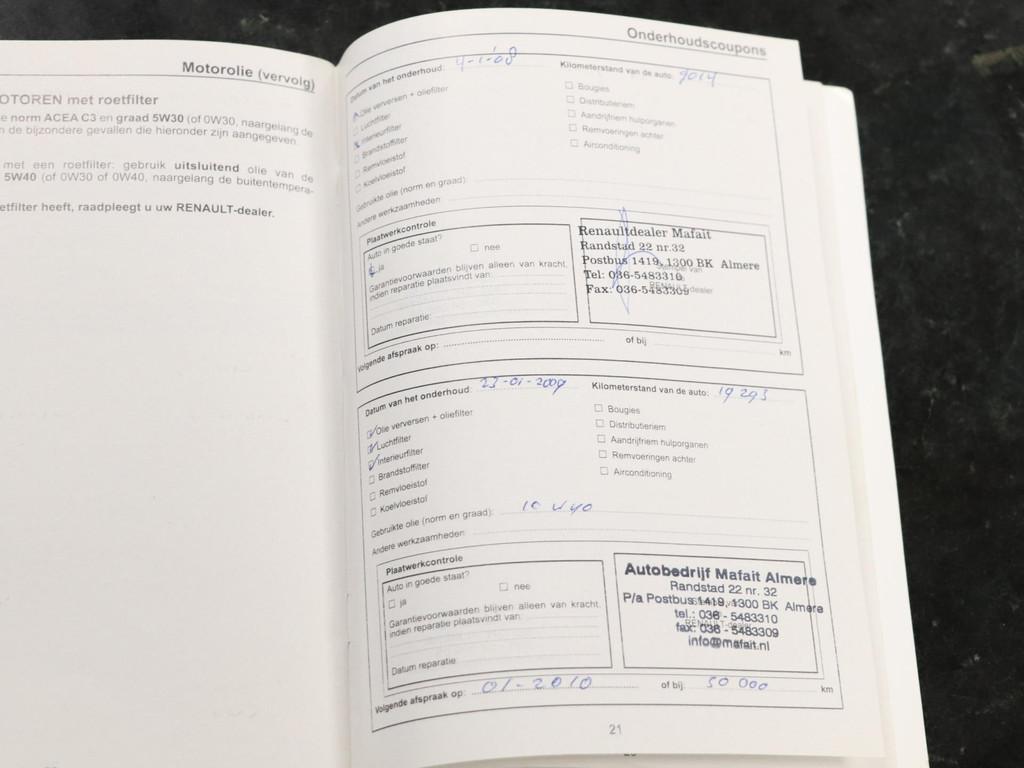 Motorolie (vervolg)
OTOREN met roetfilter
e norm ACEA C3 en graad 5W30 (of 0W30, naargelang de
n de bijzondere gevallen die hieronder zijn aangegeven.
met een roetfilter: gebruik uitsluitend olie van de
5W40 (of 0W30 of 0W40, naargelang de buitentempera-
etfilter heeft, raadpleegt u uw RENAULT-dealer.
Onderhoudscoupons
Datum van het onderhoud: 4-1-08 Kilometerstand van de auto: 9014
Olie verversen + oliefilter
Luchtfilter
Interieurfilter
Brandstoffilter
Remvloeistof
Koelvloeistof
Bougies
Distributieriem
Aandrijfriem hulporganen
Remvoeringen achter
Airconditioning
Gebruikte olie (norm en graad):
Andere werkzaamheden:
Plaatwerkcontrole
Auto in goede staat?
ja nee
Garantievoorwaarden blijven alleen van kracht,
indien reparatie plaatsvindt van:
Datum reparatie:
Renaultdealer Mafait
Randstad 22 nr.32
Postbus 1419, 1300 BK Almere
Tel: 036-5483310
Fax: 036-5483309
Volgende afspraak op: of bij km
Datum van het onderhoud: 23-01-2009 Kilometerstand van de auto: 19 293
Olie verversen + oliefilter
Luchtfilter
Interieurfilter
Brandstoffilter
Remvloeistof
Koelvloeistof
Bougies
Distributieriem
Aandrijfriem hulporganen
Remvoeringen achter
Airconditioning
Gebruikte olie (norm en graad): 10 W40
Andere werkzaamheden:
Plaatwerkcontrole
Auto in goede staat?
ja nee
Garantievoorwaarden blijven alleen van kracht,
indien reparatie plaatsvindt van:
Datum reparatie:
Autobedrijf Mafait Almere
Randstad 22 nr. 32
P/a Postbus 1419, 1300 BK Almere
tel.: 036 - 5483310
fax: 036 - 5483309
info@mafait.nl
Volgende afspraak op: 01-2010 of bij: 50 000 km
21